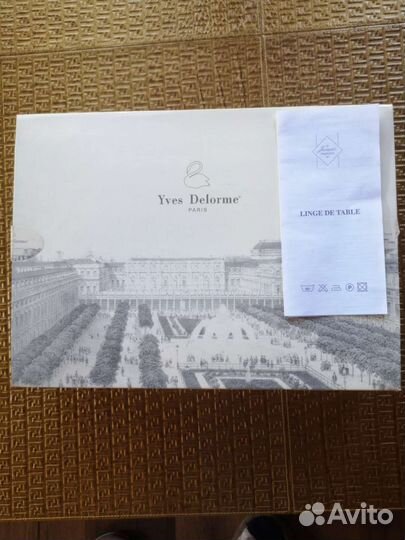 Yves Delorme
PARIS
LINGE DE TABLE
Avito